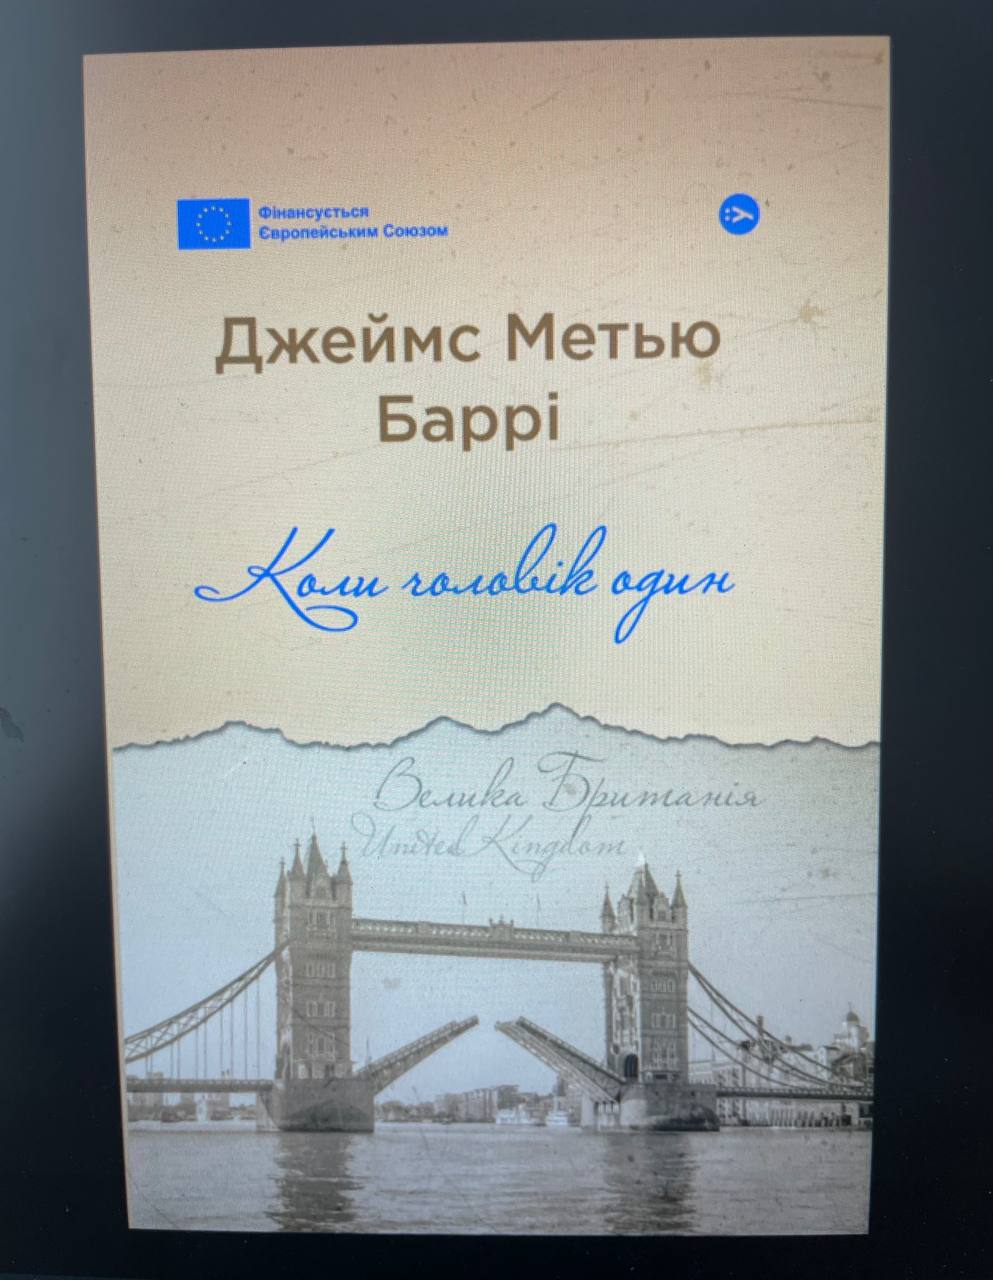 Фінансується
Європейським Союзом
:Y
Джеймс Метью
Баррі
Коли чоловік один
Велика Британія
United Kingdom